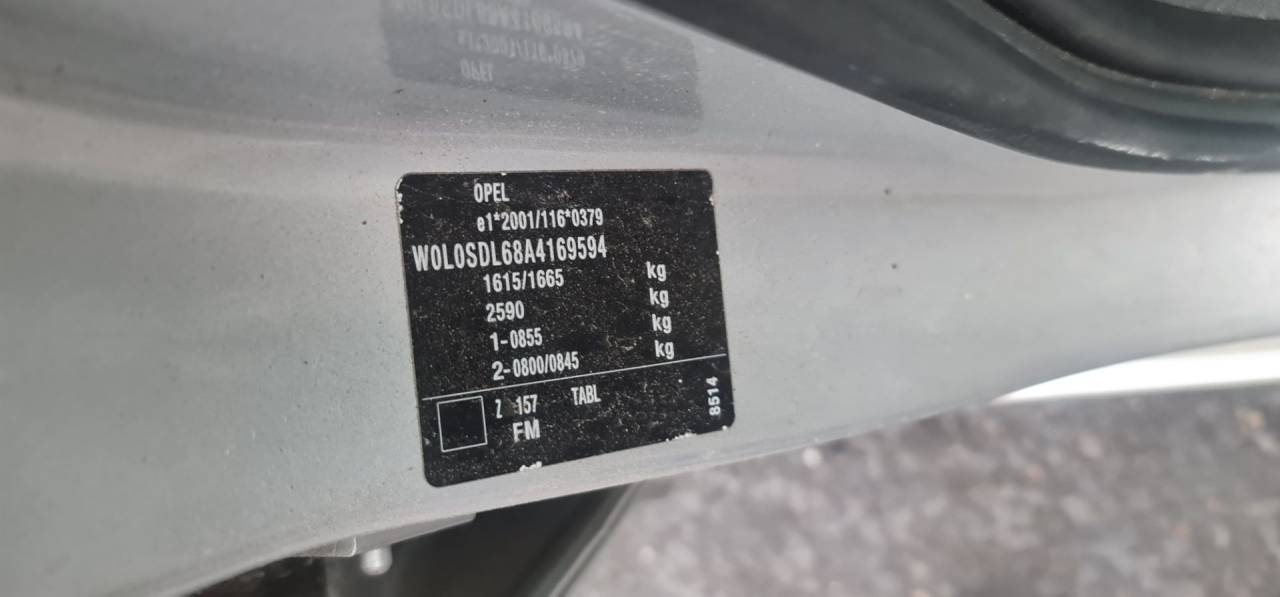 OPEL
e1*2001/116*0379
W0L0SDL68A4169594
1615/1665 kg
2590 kg
1-0855 kg
2-0800/0845 kg
Z 157 TABL
FM
8514